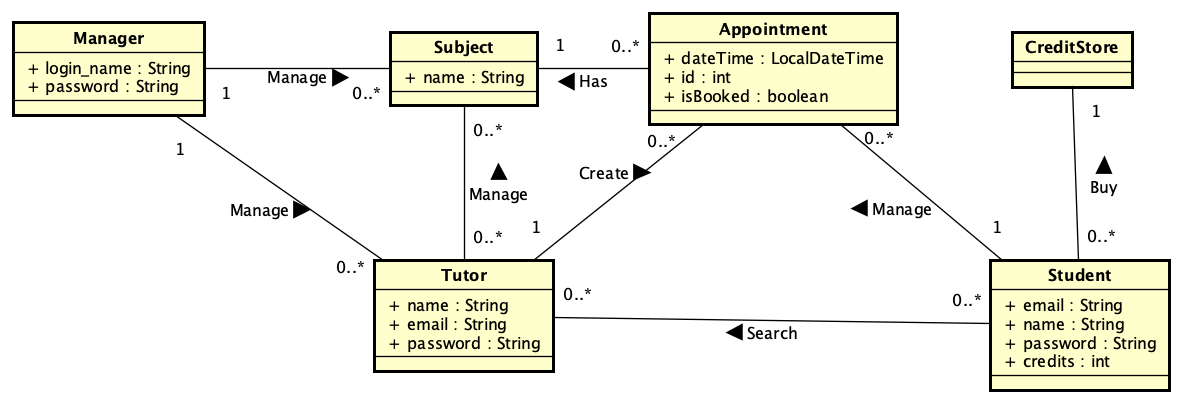 Manager
+ login_name : String
+ password : String
Subject
+ name : String
Appointment
+ dateTime : LocalDateTime
+ id : int
+ isBooked : boolean
CreditStore
Manage
1
0..*
1
0..*
Has
1
0..*
Manage
0..*
Manage
0..*
0..*
Create
1
0..*
Manage
1
1
Buy
0..*
Tutor
+ name : String
+ email : String
+ password : String
0..*
0..*
Search
Student
+ email : String
+ name : String
+ password : String
+ credits : int